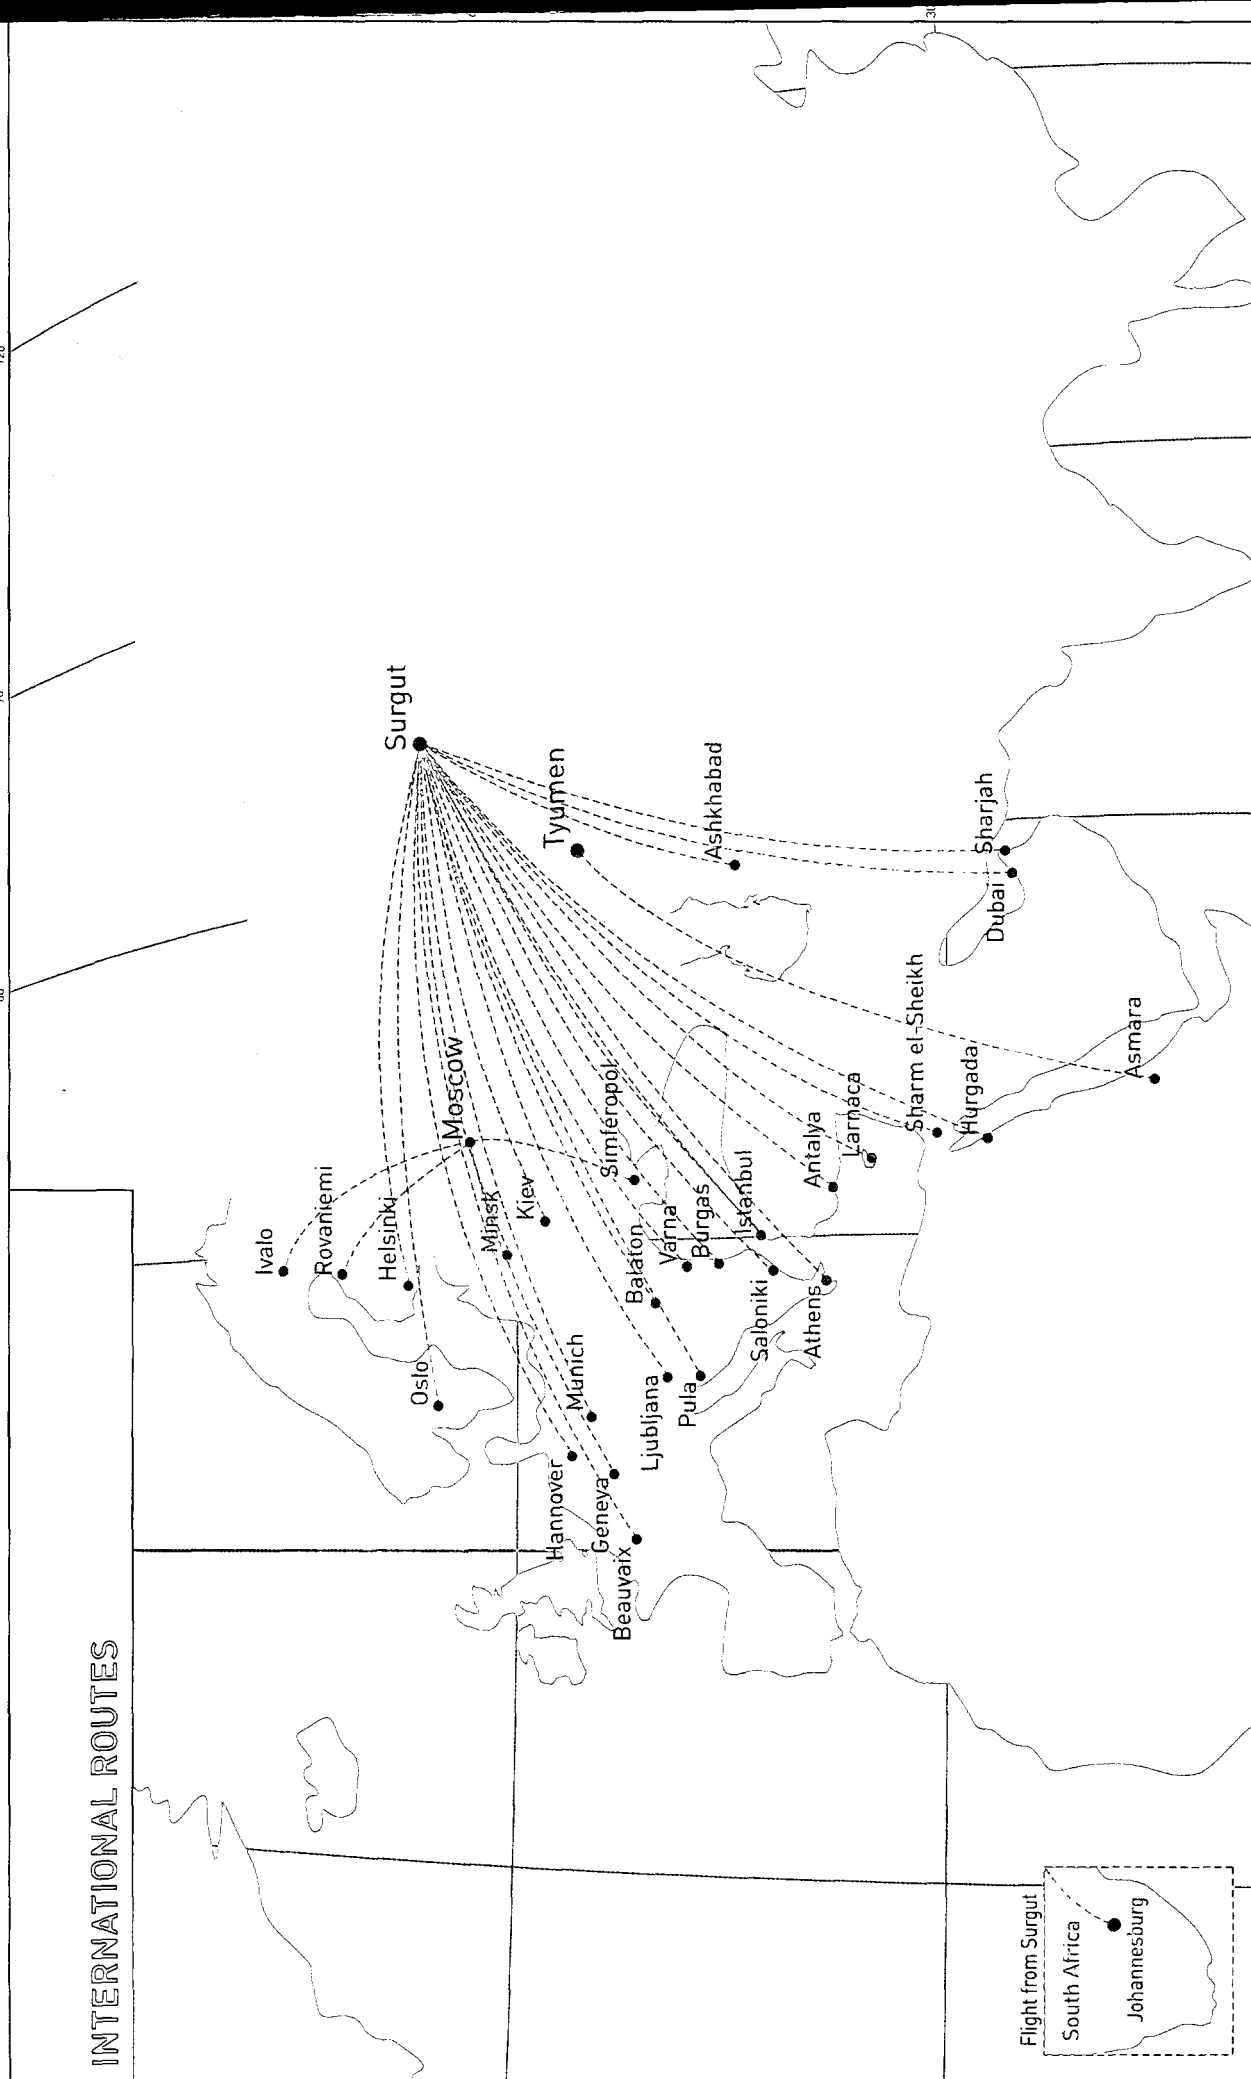 INTERNATIONAL ROUTES
Ivalo
Rovaniemi
Helsinki
Oslo
Moscow
Surgut
Minsk
Kiev
Tyumen
Hannover
Munich
Geneva
Beauvaix
Simferopol
Balaton
Ljubljana
Varna
Pula
Burgas
Ashkhabad
Istanbul
Saloniki
Athens
Antalya
Larnaca
Sharm el-Sheikh
Hurgada
Sharjah
Dubai
Asmara
Flight from Surgut
South Africa
Johannesburg
30
120